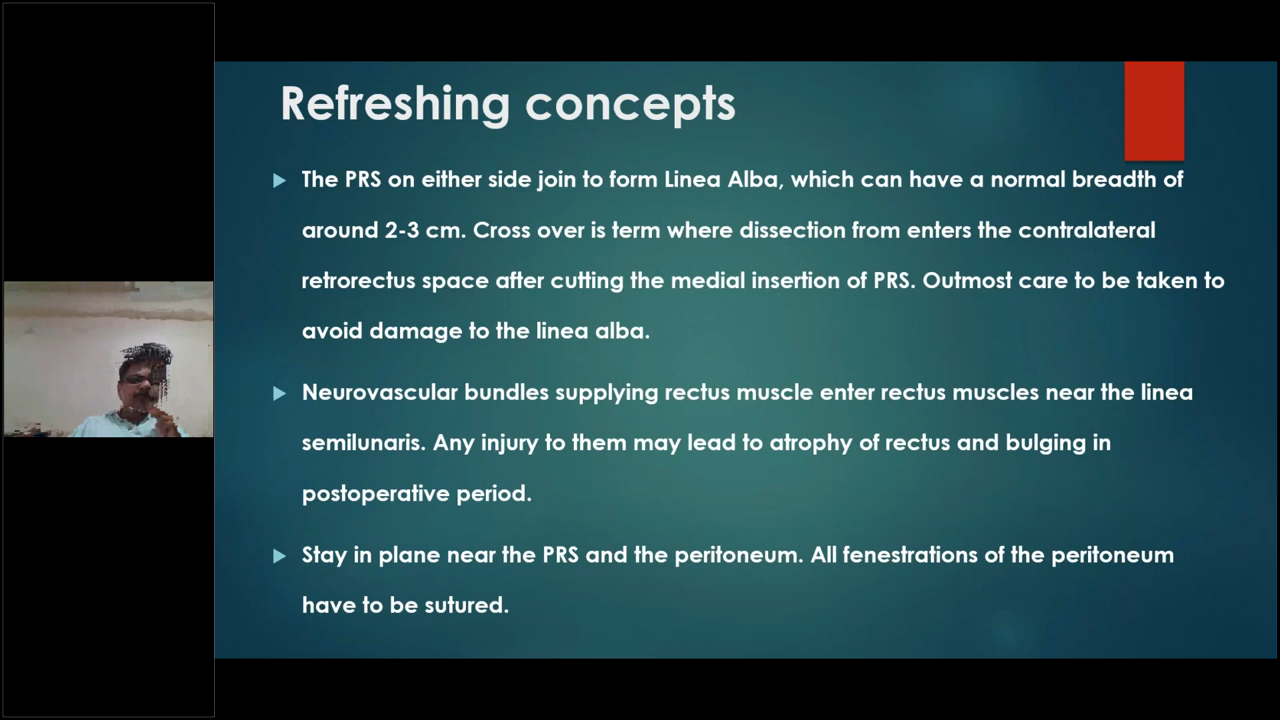 Refreshing concepts
The PRS on either side join to form Linea Alba, which can have a normal breadth of
around 2-3 cm. Cross over is term where dissection from enters the contralateral
retrorectus space after cutting the medial insertion of PRS. Outmost care to be taken to
avoid damage to the linea alba.
Neurovascular bundles supplying rectus muscle enter rectus muscles near the linea
semilunaris. Any injury to them may lead to atrophy of rectus and bulging in
postoperative period.
Stay in plane near the PRS and the peritoneum. All fenestrations of the peritoneum
have to be sutured.